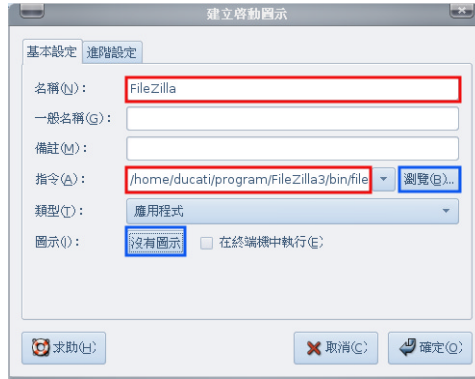 建立啓動圖示
基本設定 進階設定
名稱(N)： FileZilla
一般名稱(G)：
備註(M)：
指令(A)： /home/ducati/program/FileZilla3/bin/file 瀏覽(B)...
類型(T)： 應用程式
圖示(I)： 沒有圖示 在終端機中執行(E)
求助(H) 取消(C) 確定(O)